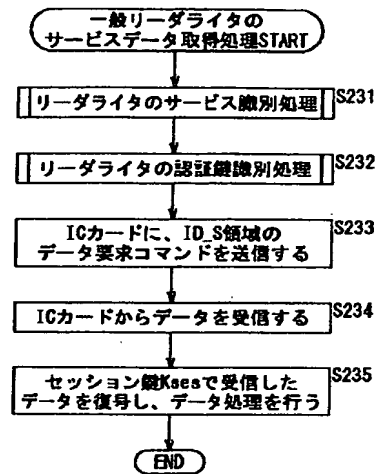 一般リーダライタの
サービスデータ取得処理START
リーダライタのサービス識別処理
S231
リーダライタの認証鍵識別処理
S232
ICカードに、ID_S領域の
データ要求コマンドを送信する
S233
ICカードからデータを受信する
S234
セッション鍵Ksesで受信した
データを復号し、データ処理を行う
S235
END